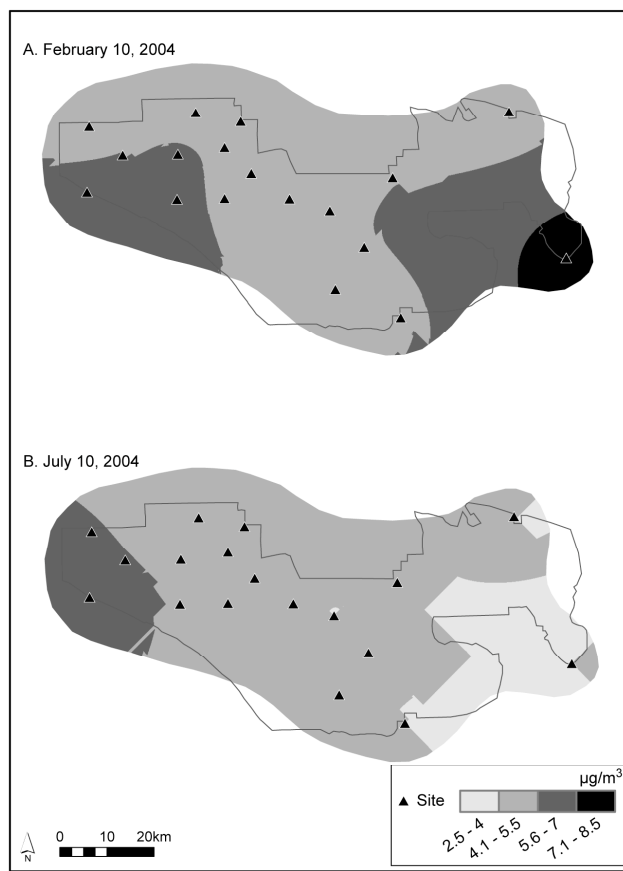 A. February 10, 2004
B. July 10, 2004
µg/m³
Site
2.5 - 4
4.1 - 5.5
5.6 - 7
7.1 - 8.5
N
0 10 20km